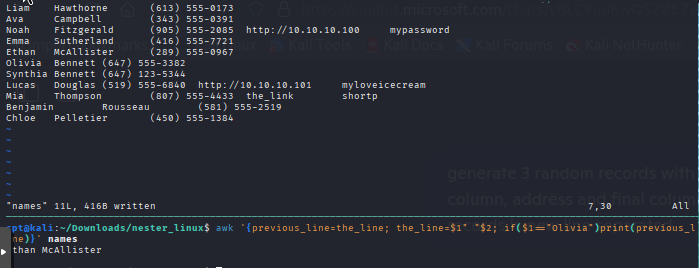 microsoft.com
Kali Tools Kali Docs Kali Forums Kali NetHunter
Liam Hawthorne (613) 555-0173
Ava Campbell (343) 555-0391
Noah Fitzgerald (905) 555-2085 http://10.10.10.100 mypassword
Emma Sutherland (416) 555-7721
Ethan McAllister (289) 555-0967
Olivia Bennett (647) 555-3382
Synthia Bennett (647) 123-5344
Lucas Douglas (519) 555-6840 http://10.10.10.101 myloveicecream
Mia Thompson (807) 555-4433 the_link shortp
Benjamin Rousseau (581) 555-2519
Chloe Pelletier (450) 555-1384
~
~
~
~
~
~
generate 3 random records with
column, address and final colum
"names" 11L, 416B written 7,30 All
cpt@kali:~/Downloads/nester_linux$ awk '{previous_line=the_line; the_line=$1" "$2; if($1=="Olivia")print(previous_l
ne)}' names
than McAllister